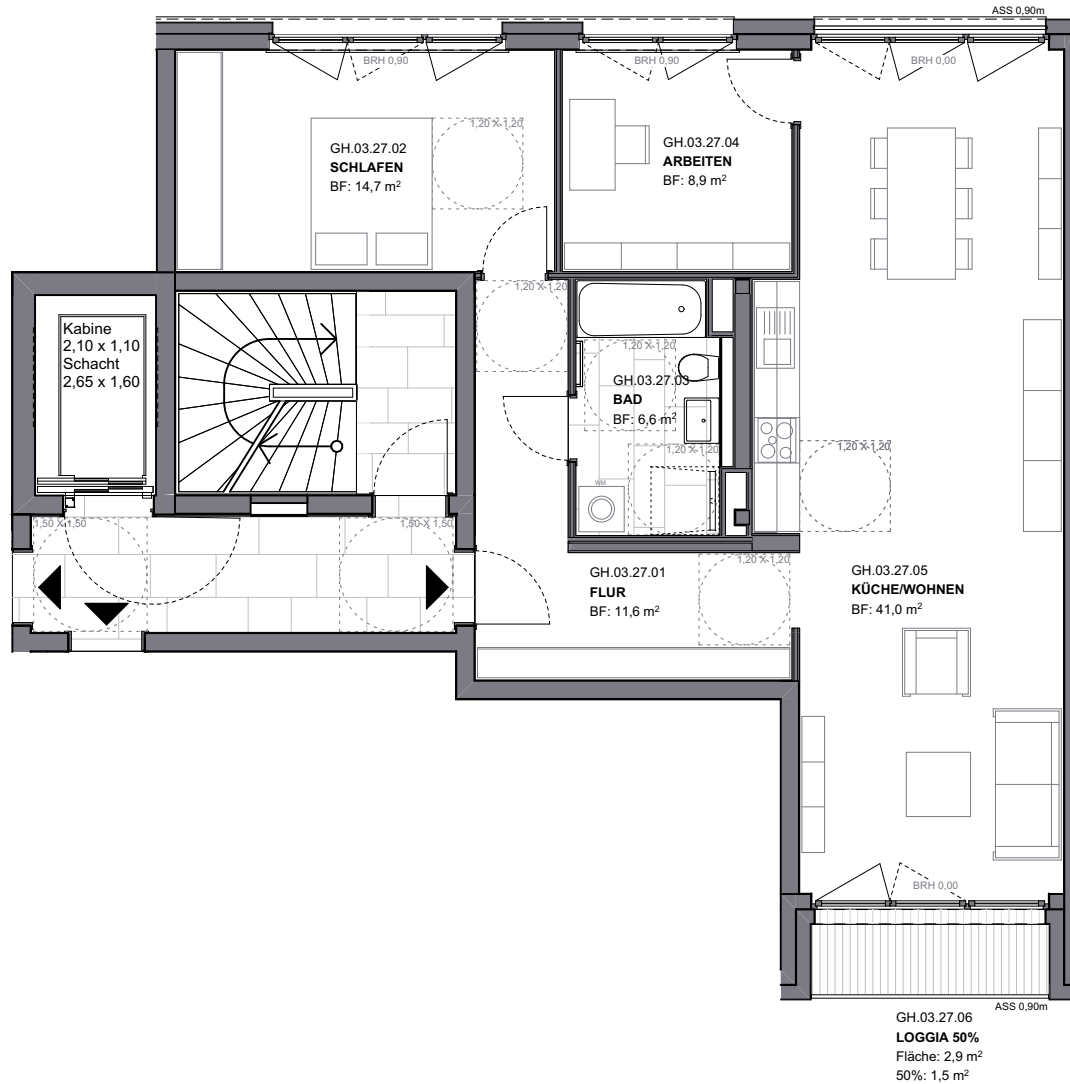 ASS 0,90m
BRH 0,90
BRH 0,90
BRH 0,00
1,20 X 1,20
GH.03.27.02
SCHLAFEN
BF: 14,7 m²
GH.03.27.04
ARBEITEN
BF: 8,9 m²
1,20 X 1,20
Kabine
2,10 x 1,10
Schacht
2,65 x 1,60
1,20 X 1,20
GH.03.27.03
BAD
BF: 6,6 m²
1,20 X 1,20
1,20 X 1,20
WM
1,50 X 1,50
1,50 X 1,50
1,20 X 1,20
GH.03.27.01
FLUR
BF: 11,6 m²
GH.03.27.05
KÜCHE/WOHNEN
BF: 41,0 m²
BRH 0,00
ASS 0,90m
GH.03.27.06
LOGGIA 50%
Fläche: 2,9 m²
50%: 1,5 m²